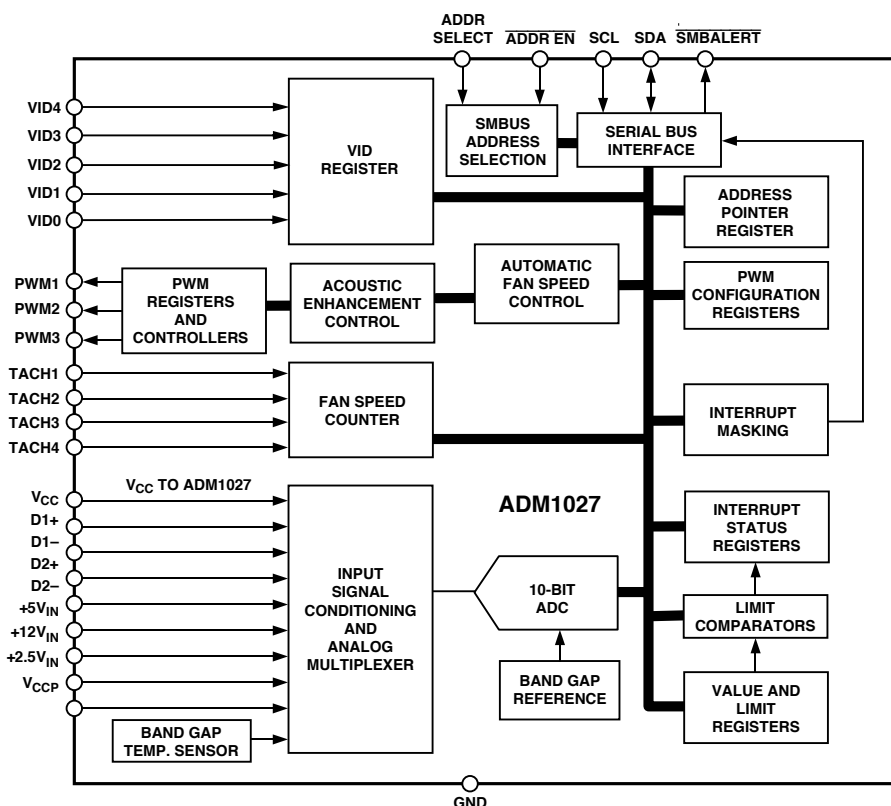 ADDR
SELECT
ADDR EN
SCL
SDA
SMBALERT
VID4
VID3
VID2
VID1
VID0
VID
REGISTER
SMBUS
ADDRESS
SELECTION
SERIAL BUS
INTERFACE
ADDRESS
POINTER
REGISTER
PWM1
PWM2
PWM3
PWM
REGISTERS
AND
CONTROLLERS
ACOUSTIC
ENHANCEMENT
CONTROL
AUTOMATIC
FAN SPEED
CONTROL
PWM
CONFIGURATION
REGISTERS
TACH1
TACH2
TACH3
TACH4
FAN SPEED
COUNTER
INTERRUPT
MASKING
VCC TO ADM1027
ADM1027
VCC
D1+
D1–
D2+
D2–
+5VIN
+12VIN
+2.5VIN
VCCP
INPUT
SIGNAL
CONDITIONING
AND
ANALOG
MULTIPLEXER
10-BIT
ADC
INTERRUPT
STATUS
REGISTERS
LIMIT
COMPARATORS
BAND GAP
REFERENCE
VALUE AND
LIMIT
REGISTERS
BAND GAP
TEMP. SENSOR
GND